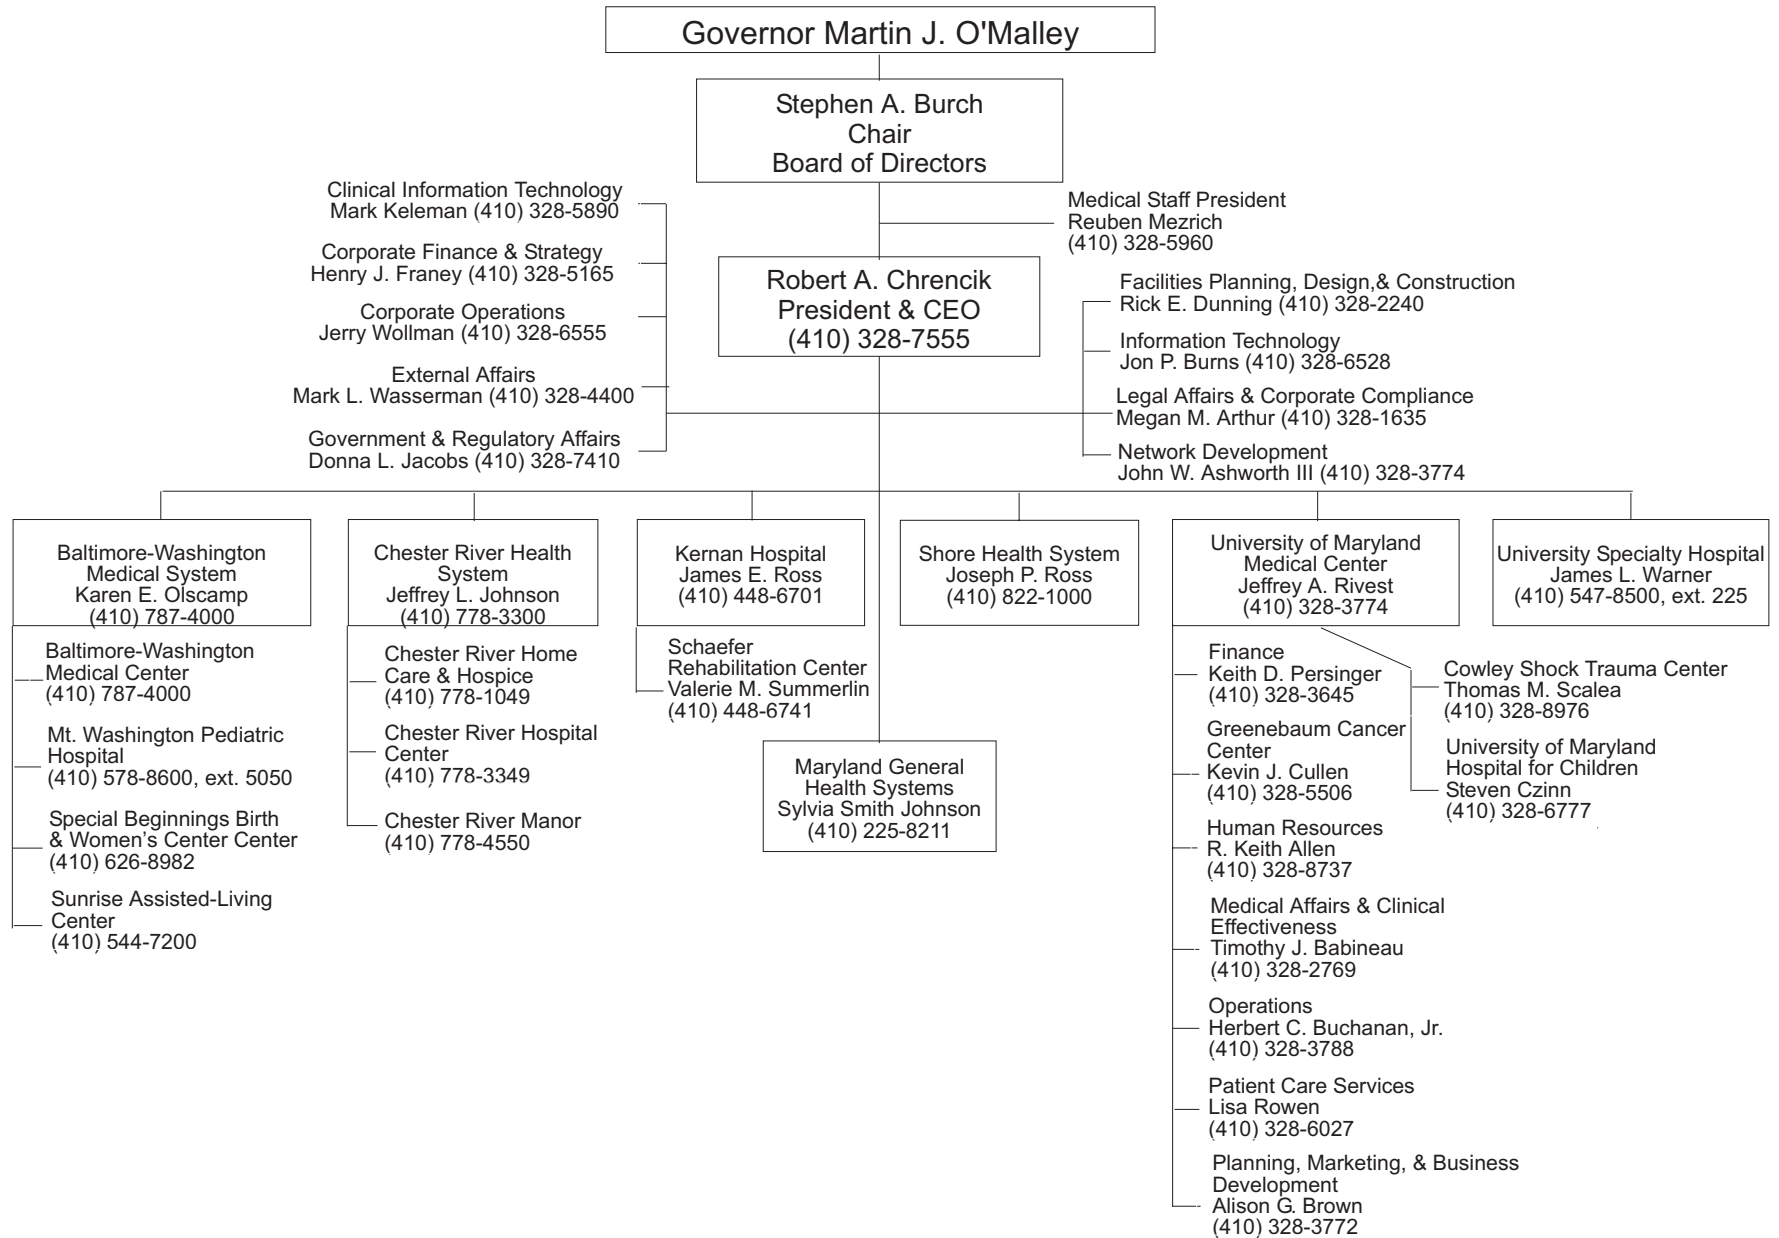 Governor Martin J. O'Malley
Stephen A. Burch
Chair
Board of Directors
Clinical Information Technology
Mark Keleman (410) 328-5890
Corporate Finance & Strategy
Henry J. Franey (410) 328-5165
Corporate Operations
Jerry Wollman (410) 328-6555
External Affairs
Mark L. Wasserman (410) 328-4400
Government & Regulatory Affairs
Donna L. Jacobs (410) 328-7410
Medical Staff President
Reuben Mezrich
(410) 328-5960
Robert A. Chrencik
President & CEO
(410) 328-7555
Facilities Planning, Design,& Construction
Rick E. Dunning (410) 328-2240
Information Technology
Jon P. Burns (410) 328-6528
Legal Affairs & Corporate Compliance
Megan M. Arthur (410) 328-1635
Network Development
John W. Ashworth III (410) 328-3774
Baltimore-Washington
Medical System
Karen E. Olscamp
(410) 787-4000
Baltimore-Washington
Medical Center
(410) 787-4000
Mt. Washington Pediatric
Hospital
(410) 578-8600, ext. 5050
Special Beginnings Birth
& Women's Center Center
(410) 626-8982
Sunrise Assisted-Living
Center
(410) 544-7200
Chester River Health
System
Jeffrey L. Johnson
(410) 778-3300
Chester River Home
Care & Hospice
(410) 778-1049
Chester River Hospital
Center
(410) 778-3349
Chester River Manor
(410) 778-4550
Kernan Hospital
James E. Ross
(410) 448-6701
Schaefer
Rehabilitation Center
Valerie M. Summerlin
(410) 448-6741
Maryland General
Health Systems
Sylvia Smith Johnson
(410) 225-8211
Shore Health System
Joseph P. Ross
(410) 822-1000
University of Maryland
Medical Center
Jeffrey A. Rivest
(410) 328-3774
Finance
Keith D. Persinger
(410) 328-3645
Greenebaum Cancer
Center
Kevin J. Cullen
(410) 328-5506
Human Resources
R. Keith Allen
(410) 328-8737
Medical Affairs & Clinical
Effectiveness
Timothy J. Babineau
(410) 328-2769
Operations
Herbert C. Buchanan, Jr.
(410) 328-3788
Patient Care Services
Lisa Rowen
(410) 328-6027
Planning, Marketing, & Business
Development
Alison G. Brown
(410) 328-3772
Cowley Shock Trauma Center
Thomas M. Scalea
(410) 328-8976
University of Maryland
Hospital for Children
Steven Czinn
(410) 328-6777
University Specialty Hospital
James L. Warner
(410) 547-8500, ext. 225